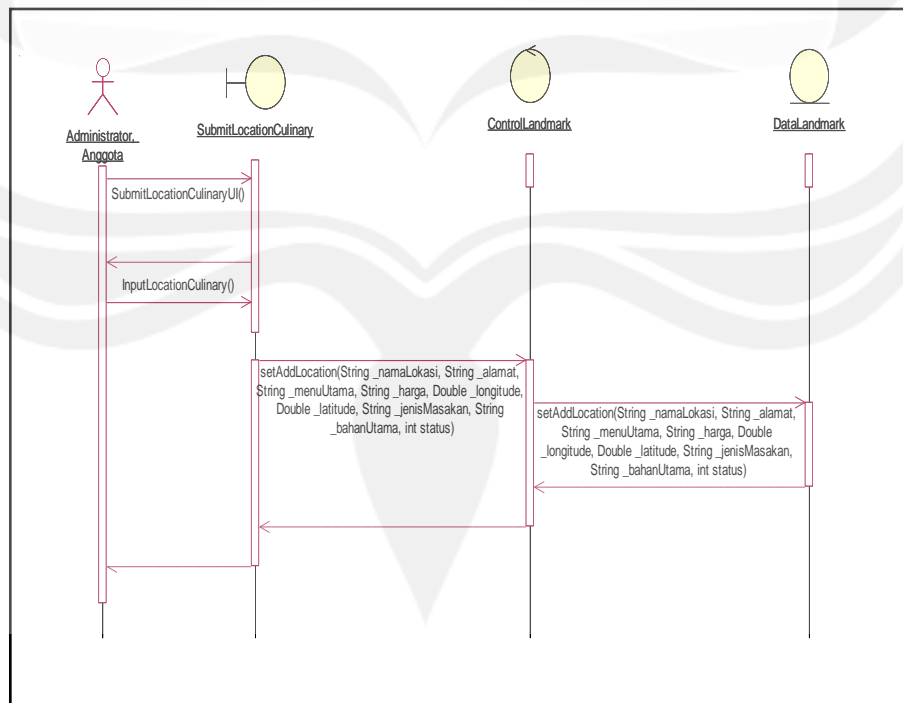 Administrator,
Anggota
SubmitLocationCulinary
ControlLandmark
DataLandmark
SubmitLocationCulinaryUI()
InputLocationCulinary()
setAddLocation(String _namaLokasi, String _alamat,
String _menuUtama, String _harga, Double _longitude,
Double _latitude, String _jenisMasakan, String
_bahanUtama, int status)
setAddLocation(String _namaLokasi, String _alamat,
String _menuUtama, String _harga, Double
_longitude, Double _latitude, String _jenisMasakan,
String _bahanUtama, int status)